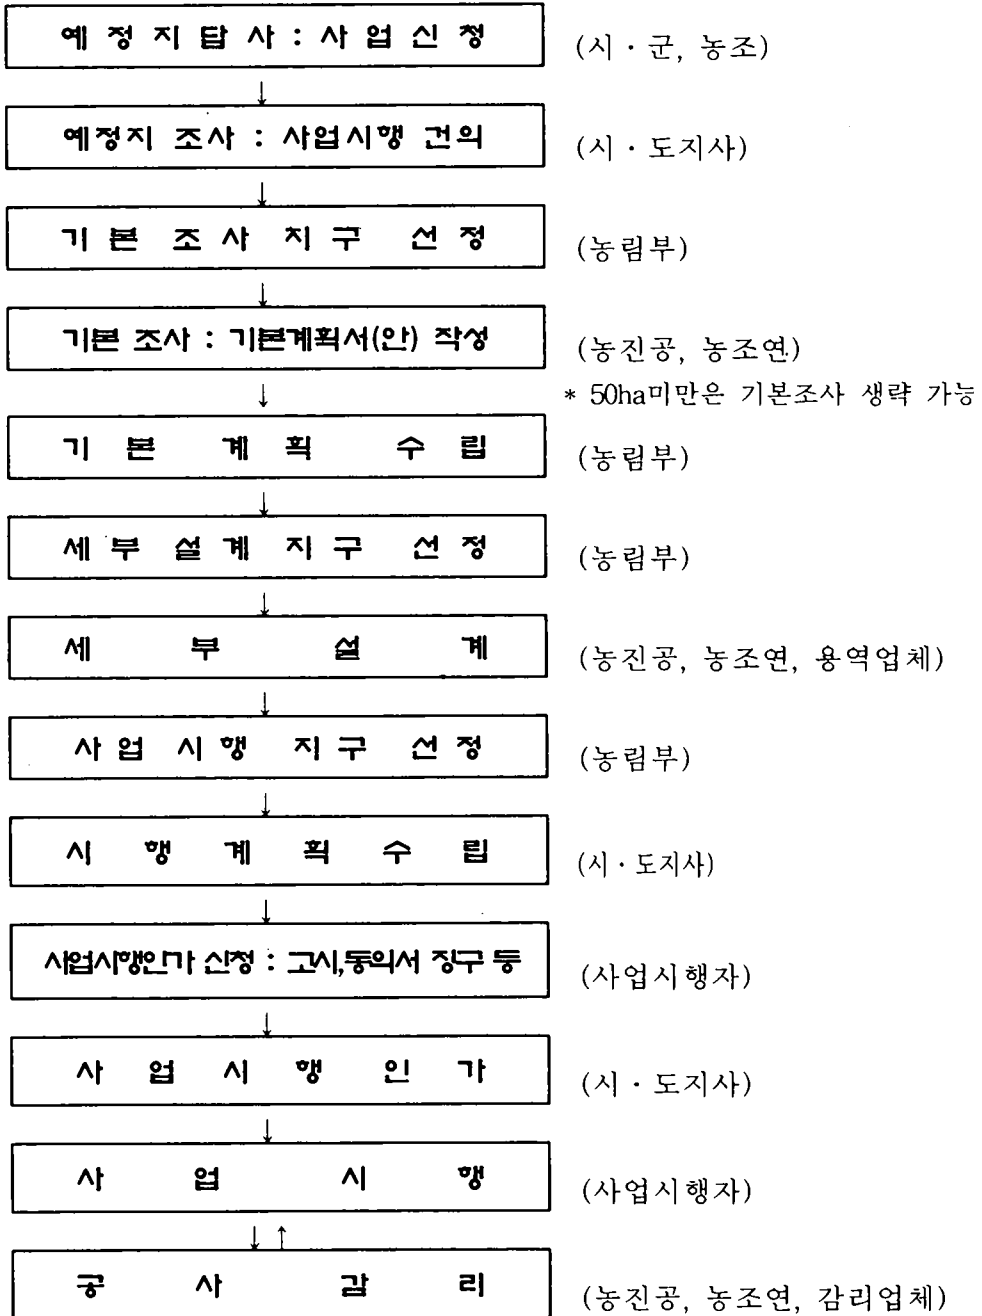 예정지답사 : 사업신청 (시·군, 농조)
↓
예정지 조사 : 사업시행 건의 (시·도지사)
↓
기본 조사 지구 선정 (농림부)
↓
기본 조사 : 기본계획서(안) 작성 (농진공, 농조연)
↓ * 50ha미만은 기본조사 생략 가능
기본 계획 수립 (농림부)
↓
세부 설계 지구 선정 (농림부)
↓
세부설계 (농진공, 농조연, 용역업체)
↓
사업 시행 지구 선정 (농림부)
↓
시행계획수립 (시·도지사)
↓
사업시행인가 신청 : 고시,동의서 징구 등 (사업시행자)
↓
사업시행인가 (시·도지사)
↓
사업시행 (사업시행자)
↓↑
공사감리 (농진공, 농조연, 감리업체)